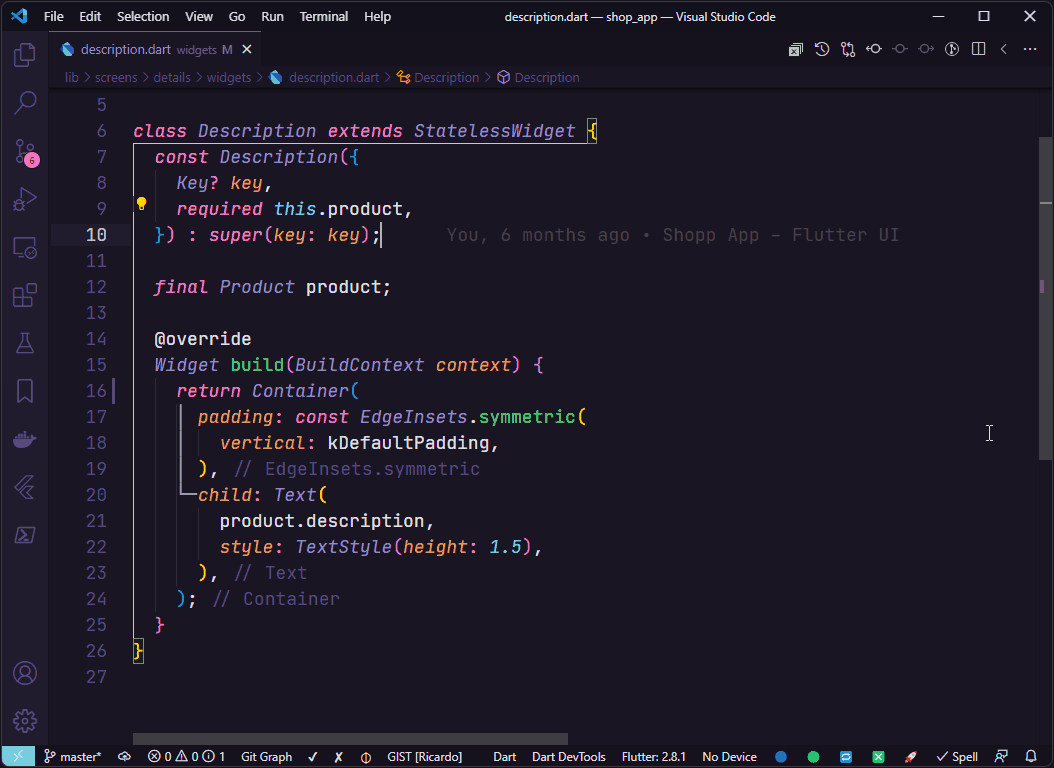 File Edit Selection View Go Run Terminal Help description.dart — shop_app — Visual Studio Code
description.dart widgets M
lib > screens > details > widgets > description.dart > Description > Description
5
6 class Description extends StatelessWidget {
7 const Description({
8 Key? key,
9 required this.product,
10 }) : super(key: key); You, 6 months ago • Shopp App – Flutter UI
11
12 final Product product;
13
14 @override
15 Widget build(BuildContext context) {
16 return Container(
17 padding: const EdgeInsets.symmetric(
18 vertical: kDefaultPadding,
19 ), // EdgeInsets.symmetric
20 child: Text(
21 product.description,
22 style: TextStyle(height: 1.5),
23 ), // Text
24 ); // Container
25 }
26 }
27
6
master* 0 0 1 Git Graph ✓ ✗ GIST [Ricardo] Dart Dart DevTools Flutter: 2.8.1 No Device ✓ Spell